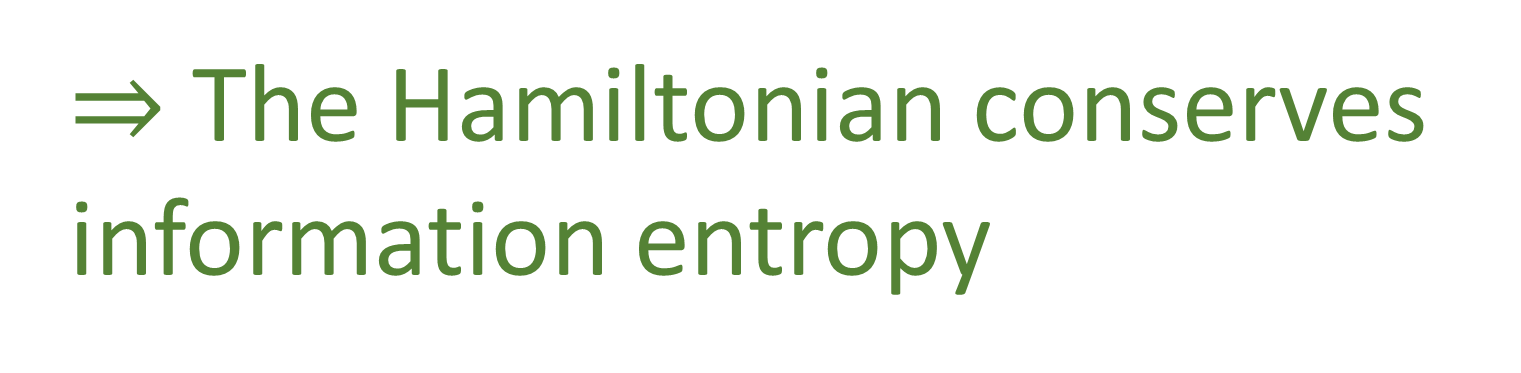 ⇒ The Hamiltonian conserves
information entropy